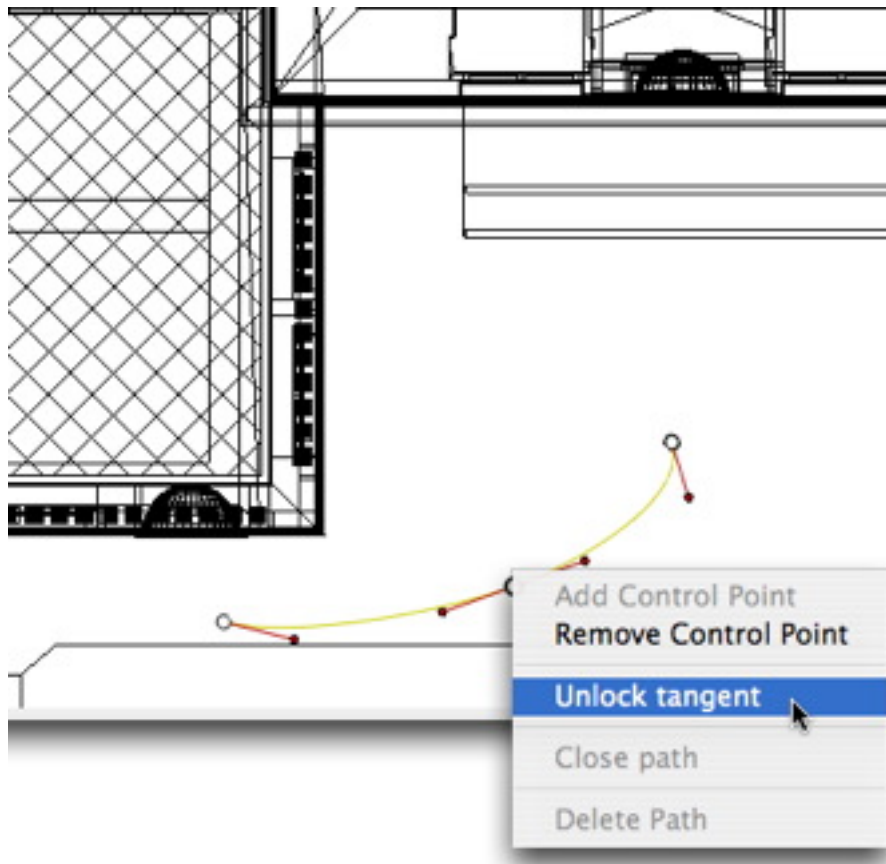 Add Control Point
Remove Control Point
Unlock tangent
Close path
Delete Path